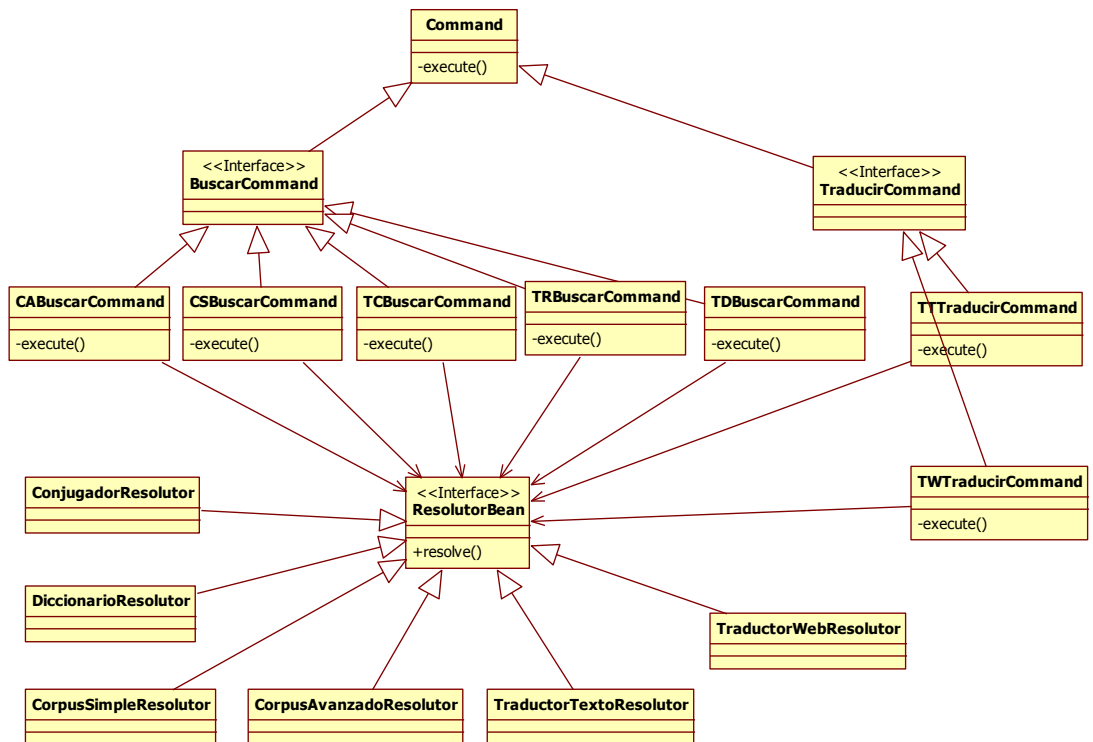 Command
-execute()
<<Interface>>
BuscarCommand
<<Interface>>
TraducirCommand
CABuscarCommand
-execute()
CSBuscarCommand
-execute()
TCBuscarCommand
-execute()
TRBuscarCommand
-execute()
TDBuscarCommand
-execute()
TTTraducirCommand
-execute()
TWTraducirCommand
-execute()
ConjugadorResolutor
<<Interface>>
ResolutorBean
+resolve()
DiccionarioResolutor
TraductorWebResolutor
CorpusSimpleResolutor
CorpusAvanzadoResolutor
TraductorTextoResolutor